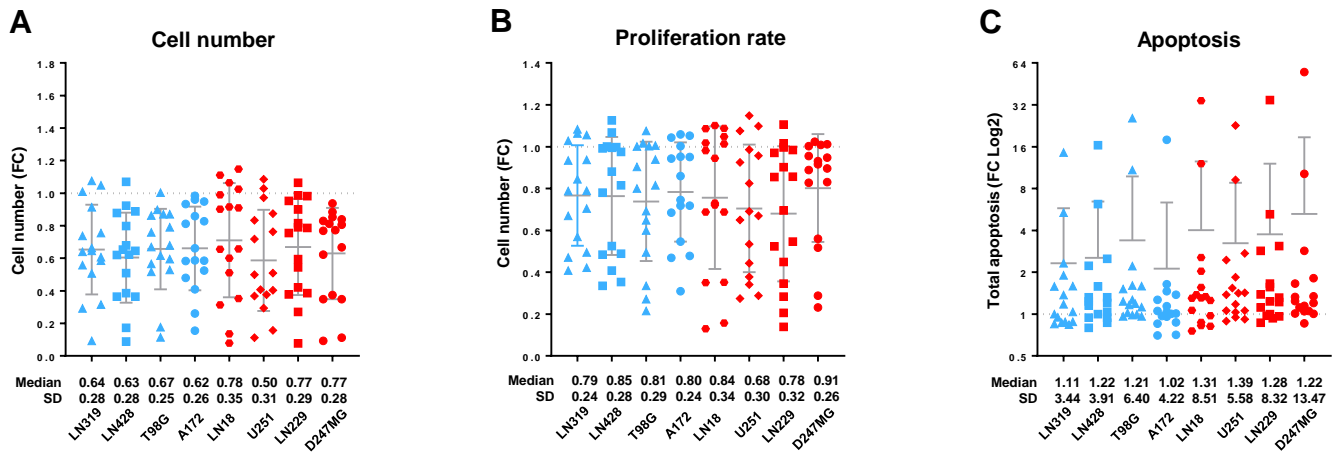 A
Cell number
Cell number (FC)
1.8
1.6
1.4
1.2
1.0
0.8
0.6
0.4
0.2
0.0
Median 0.64 0.63 0.67 0.62 0.78 0.50 0.77 0.77
SD 0.28 0.28 0.25 0.26 0.35 0.31 0.29 0.28
LN319 LN428 T98G A172 LN18 U251 LN229 D247MG
B
Proliferation rate
Cell number (FC)
1.4
1.2
1.0
0.8
0.6
0.4
0.2
0.0
Median 0.79 0.85 0.81 0.80 0.84 0.68 0.78 0.91
SD 0.24 0.28 0.29 0.24 0.34 0.30 0.32 0.26
LN319 LN428 T98G A172 LN18 U251 LN229 D247MG
C
Apoptosis
Total apoptosis (FC Log2)
64
32
16
8
4
2
1
0.5
Median 1.11 1.22 1.21 1.02 1.31 1.39 1.28 1.22
SD 3.44 3.91 6.40 4.22 8.51 5.58 8.32 13.47
LN319 LN428 T98G A172 LN18 U251 LN229 D247MG